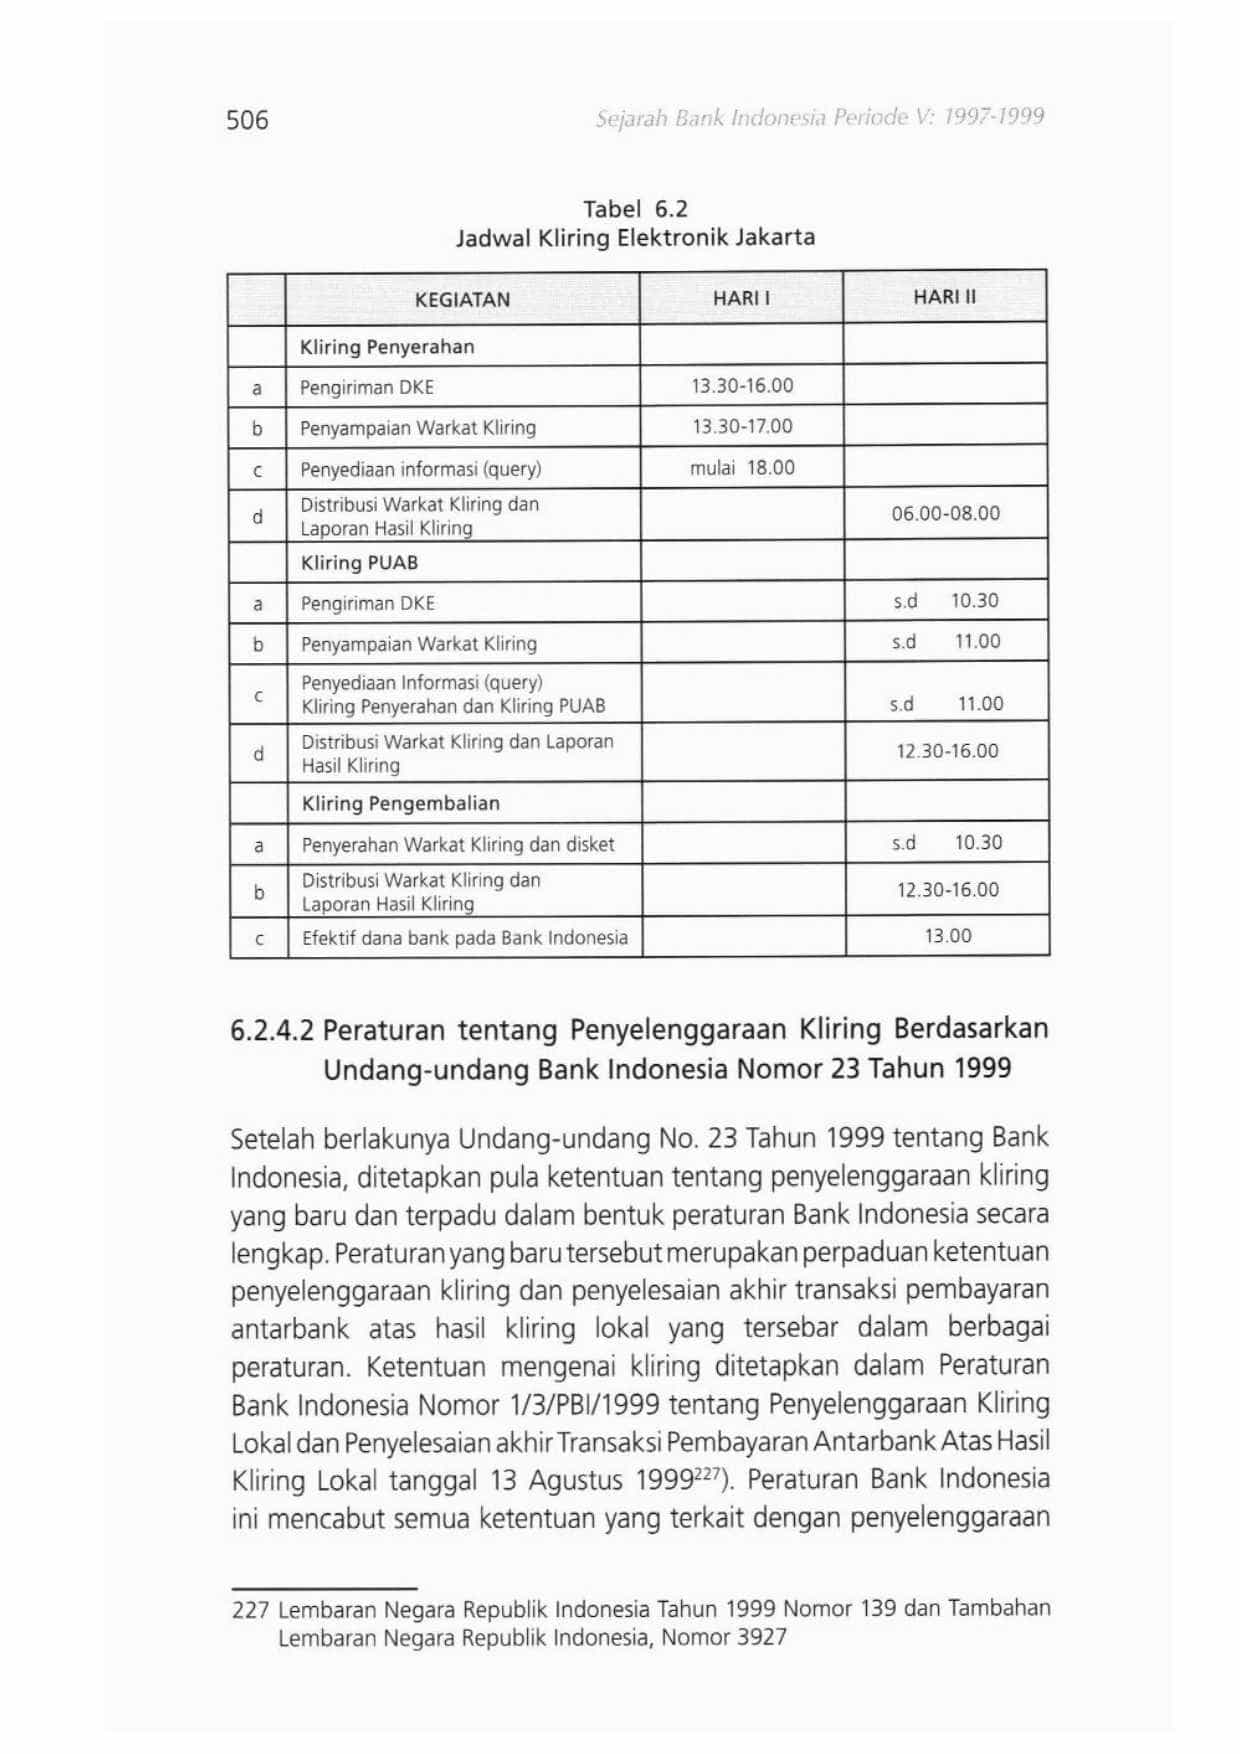 506
Sejarah Bank Indonesia Periode V: 1997-1999
Tabel 6.2
Jadwal Kliring Elektronik Jakarta
KEGIATAN HARI I HARI II
Kliring Penyerahan
a Pengiriman DKE 13.30-16.00
b Penyampaian Warkat Kliring 13.30-17.00
c Penyediaan informasi (query) mulai 18.00
d Distribusi Warkat Kliring dan
Laporan Hasil Kliring 06.00-08.00
Kliring PUAB
a Pengiriman DKE s.d 10.30
b Penyampaian Warkat Kliring s.d 11.00
c Penyediaan Informasi (query)
Kliring Penyerahan dan Kliring PUAB s.d 11.00
d Distribusi Warkat Kliring dan Laporan
Hasil Kliring 12.30-16.00
Kliring Pengembalian
a Penyerahan Warkat Kliring dan disket s.d 10.30
b Distribusi Warkat Kliring dan
Laporan Hasil Kliring 12.30-16.00
c Efektif dana bank pada Bank Indonesia 13.00
6.2.4.2 Peraturan tentang Penyelenggaraan Kliring Berdasarkan
Undang-undang Bank Indonesia Nomor 23 Tahun 1999
Setelah berlakunya Undang-undang No. 23 Tahun 1999 tentang Bank
Indonesia, ditetapkan pula ketentuan tentang penyelenggaraan kliring
yang baru dan terpadu dalam bentuk peraturan Bank Indonesia secara
lengkap. Peraturan yang baru tersebut merupakan perpaduan ketentuan
penyelenggaraan kliring dan penyelesaian akhir transaksi pembayaran
antarbank atas hasil kliring lokal yang tersebar dalam berbagai
peraturan. Ketentuan mengenai kliring ditetapkan dalam Peraturan
Bank Indonesia Nomor 1/3/PBI/1999 tentang Penyelenggaraan Kliring
Lokal dan Penyelesaian akhir Transaksi Pembayaran Antarbank Atas Hasil
Kliring Lokal tanggal 13 Agustus 1999²²⁷). Peraturan Bank Indonesia
ini mencabut semua ketentuan yang terkait dengan penyelenggaraan
227 Lembaran Negara Republik Indonesia Tahun 1999 Nomor 139 dan Tambahan
Lembaran Negara Republik Indonesia, Nomor 3927